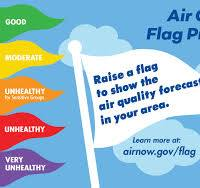 GOOD
MODERATE
UNHEALTHY
for Sensitive Groups
UNHEALTHY
VERY
UNHEALTHY
Air
Flag
Raise a flag
to show the
air quality forecast
in your area.
Learn more at:
airnow.gov/flag